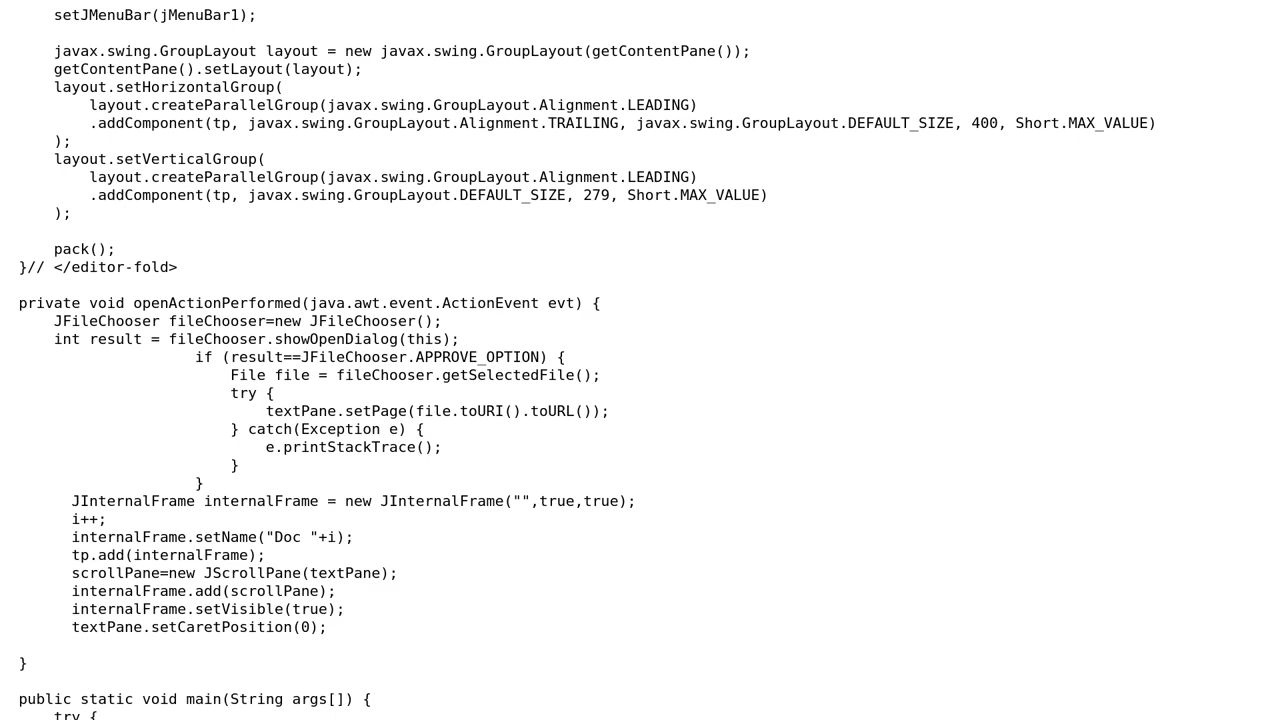 setJMenuBar(jMenuBar1);
javax.swing.GroupLayout layout = new javax.swing.GroupLayout(getContentPane());
getContentPane().setLayout(layout);
layout.setHorizontalGroup(
layout.createParallelGroup(javax.swing.GroupLayout.Alignment.LEADING)
.addComponent(tp, javax.swing.GroupLayout.Alignment.TRAILING, javax.swing.GroupLayout.DEFAULT_SIZE, 400, Short.MAX_VALUE)
);
layout.setVerticalGroup(
layout.createParallelGroup(javax.swing.GroupLayout.Alignment.LEADING)
.addComponent(tp, javax.swing.GroupLayout.DEFAULT_SIZE, 279, Short.MAX_VALUE)
);
pack();
}// </editor-fold>
private void openActionPerformed(java.awt.event.ActionEvent evt) {
JFileChooser fileChooser=new JFileChooser();
int result = fileChooser.showOpenDialog(this);
if (result==JFileChooser.APPROVE_OPTION) {
File file = fileChooser.getSelectedFile();
try {
textPane.setPage(file.toURI().toURL());
} catch(Exception e) {
e.printStackTrace();
}
}
JInternalFrame internalFrame = new JInternalFrame("",true,true);
i++;
internalFrame.setName("Doc "+i);
tp.add(internalFrame);
scrollPane=new JScrollPane(textPane);
internalFrame.add(scrollPane);
internalFrame.setVisible(true);
textPane.setCaretPosition(0);
}
public static void main(String args[]) {
try {